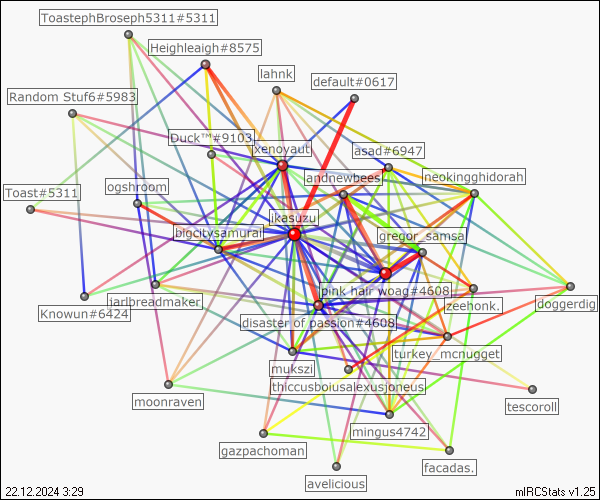 ToastephBroseph5311#5311
Heighleaigh#8575
lahnk
default#0617
Random Stuf6#5983
Duck™#9103
xenoyaut
asad#6947
andnewbees
neokingghidorah
Toast#5311
ogshroom
ikasuzu
bigcitysamurai
gregor_samsa
pink hair woag#4608
jarlbreadmaker
Knowun#6424
zeehonk.
doggerdig
disaster of passion#4608
turkey_mcnugget
mukszi
thiccusboiusalexusjoneus
moonraven
tescoroll
mingus4742
gazpachoman
facadas.
avelicious
22.12.2024 3:29
mIRCStats v1.25